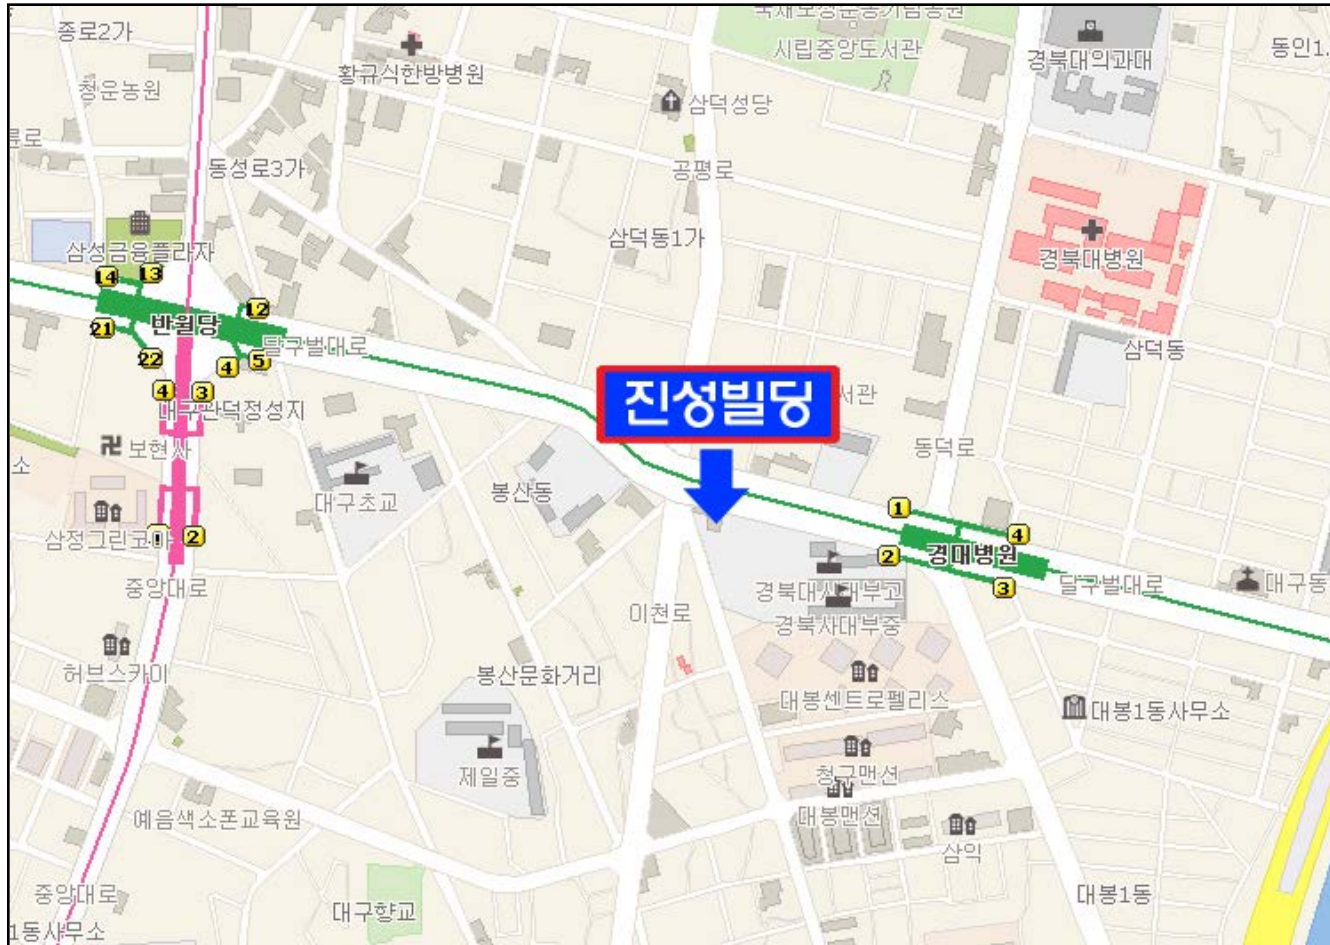 종로2가
시립중앙도서관
경북대의과대
동인1.
황규식한방병원
청운농원
삼덕성당
동성로3가
공평로
삼덕동1가
삼성금융플라자
경북대병원
14
13
12
반월당
21
22
4
5
달구벌대로
삼덕동
4
3
진성빌딩
서관
보현사
동덕로
소
대구초교
봉산동
1
4
삼정그린코아
2
2
경대병원
3
중앙대로
달구벌대로
대구동
경북대사대부고
이천로
경북사대부중
허브스카이
봉산문화거리
대봉센트로펠리스
대봉1동사무소
제일중
청구맨션
예음색소폰교육원
대봉맨션
삼익
중앙대로
대구향교
대봉1동
1동사무소